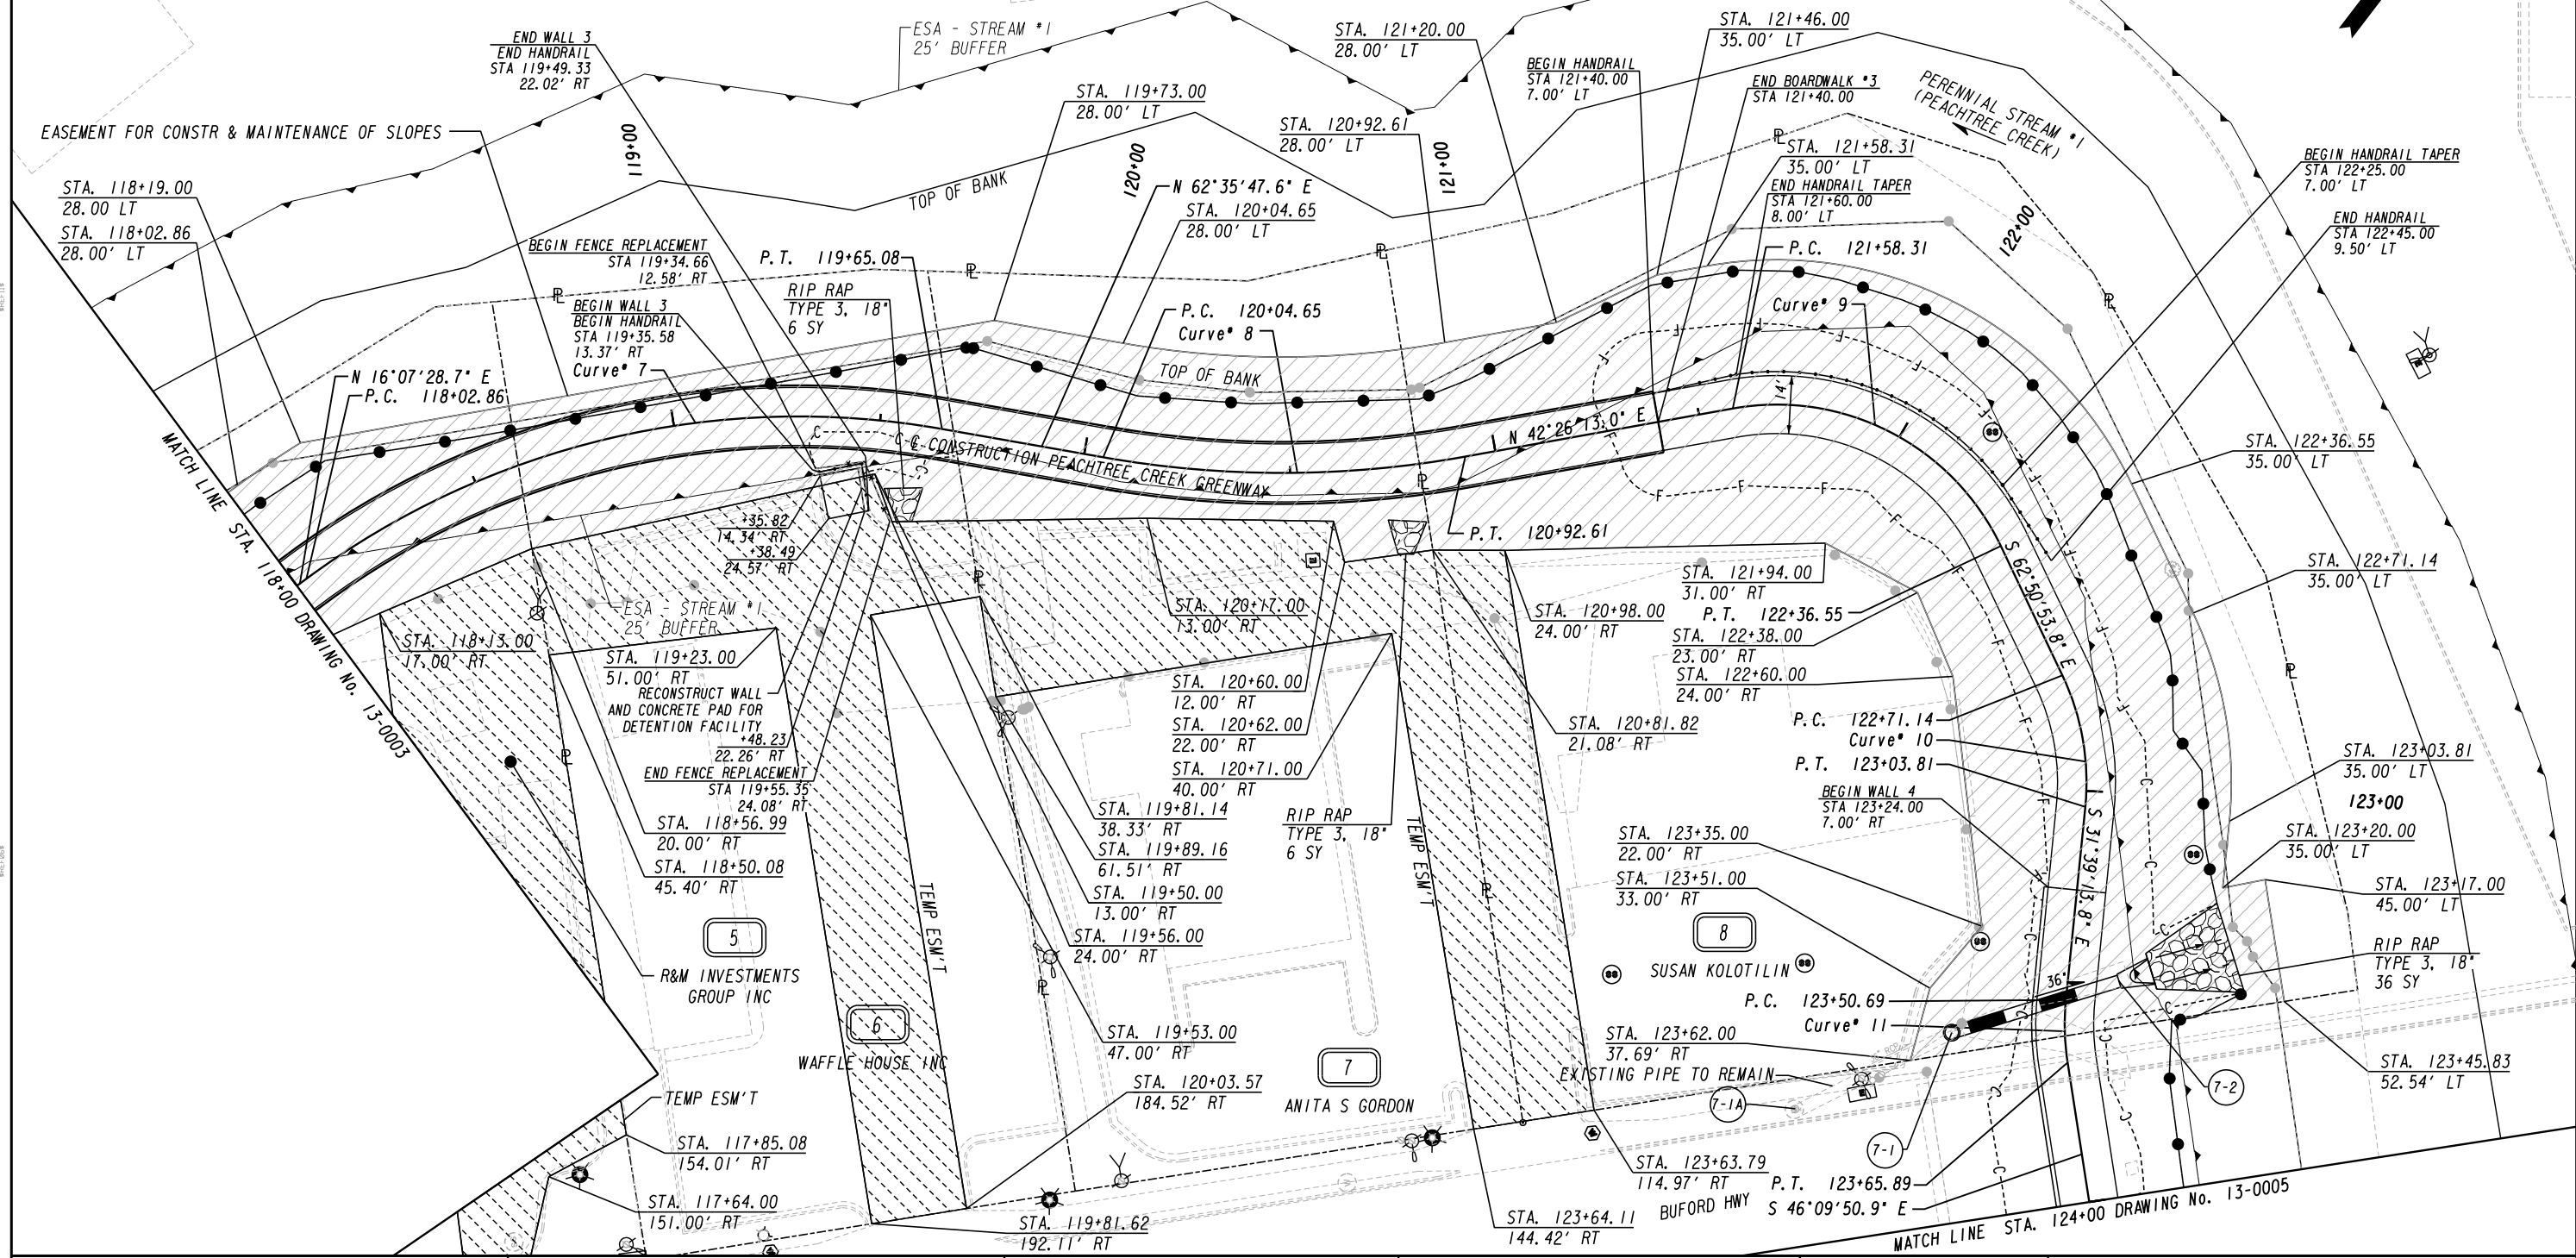 ESA - STREAM #1
25' BUFFER
END WALL 3
END HANDRAIL
STA 119+49.33
22.02' RT
EASEMENT FOR CONSTR & MAINTENANCE OF SLOPES
119+00
STA. 119+73.00
28.00' LT
STA. 121+20.00
28.00' LT
STA. 120+92.61
28.00' LT
BEGIN HANDRAIL
STA 121+40.00
7.00' LT
STA. 121+46.00
35.00' LT
END BOARDWALK #3
STA 121+40.00
PERENNIAL STREAM #1
(PEACHTREE CREEK)
STA. 121+58.31
35.00' LT
END HANDRAIL TAPER
STA 121+60.00
8.00' LT
P.C. 121+58.31
Curve# 9
122+00
BEGIN HANDRAIL TAPER
STA 122+25.00
7.00' LT
END HANDRAIL
STA 122+45.00
9.50' LT
STA. 118+19.00
28.00 LT
STA. 118+02.86
28.00' LT
TOP OF BANK
120+00
121+00
N 62°35'47.6" E
STA. 120+04.65
28.00' LT
BEGIN FENCE REPLACEMENT
STA 119+34.66
12.58' RT
P.T. 119+65.08
BEGIN WALL 3
BEGIN HANDRAIL
STA 119+35.58
13.37' RT
Curve# 7
RIP RAP
TYPE 3, 18"
6 SY
P.C. 120+04.65
Curve# 8
TOP OF BANK
N 16°07'28.7" E
P.C. 118+02.86
14'
N 42°26'13.0" E
CONSTRUCTION PEACHTREE CREEK GREENWAY
MATCH LINE STA. 118+00 DRAWING No. 13-0003
STA. 122+36.55
35.00' LT
+35.82
14.34' RT
+38.49
24.57' RT
P.T. 120+92.61
ESA - STREAM #1
25' BUFFER
STA. 118+13.00
17.00' RT
STA. 119+23.00
51.00' RT
RECONSTRUCT WALL
AND CONCRETE PAD FOR
DETENTION FACILITY
+48.23
22.26' RT
END FENCE REPLACEMENT
STA 119+55.35
24.08' RT
STA. 118+56.99
20.00' RT
STA. 118+50.08
45.40' RT
STA. 120+17.00
13.00' RT
STA. 120+60.00
12.00' RT
STA. 120+62.00
22.00' RT
STA. 120+71.00
40.00' RT
STA. 120+98.00
24.00' RT
STA. 120+81.82
21.08' RT
STA. 121+94.00
31.00' RT
P.T. 122+36.55
STA. 122+38.00
23.00' RT
STA. 122+60.00
24.00' RT
S 62°50'53.8" E
STA. 122+71.14
35.00' LT
P.C. 122+71.14
Curve# 10
P.T. 123+03.81
BEGIN WALL 4
STA 123+24.00
7.00' RT
STA. 123+03.81
35.00' LT
123+00
STA. 123+20.00
35.00' LT
STA. 123+17.00
45.00' LT
S 31°39'13.8" E
STA. 119+81.14
38.33' RT
STA. 119+89.16
61.51' RT
STA. 119+50.00
13.00' RT
STA. 119+56.00
24.00' RT
RIP RAP
TYPE 3, 18"
6 SY
TEMP ESM'T
TEMP ESM'T
STA. 123+35.00
22.00' RT
STA. 123+51.00
33.00' RT
5
R&M INVESTMENTS
GROUP INC
6
WAFFLE HOUSE INC
7
ANITA S GORDON
8
SUSAN KOLOTILIN
RIP RAP
TYPE 3, 18"
36 SY
36"
P.C. 123+50.69
Curve# 11
STA. 119+53.00
47.00' RT
STA. 120+03.57
184.52' RT
STA. 123+62.00
37.69' RT
EXISTING PIPE TO REMAIN
7-1A
7-1
7-2
STA. 123+45.83
52.54' LT
TEMP ESM'T
STA. 117+85.08
154.01' RT
STA. 117+64.00
151.00' RT
STA. 119+81.62
192.11' RT
STA. 123+63.79
114.97' RT
STA. 123+64.11
144.42' RT
P.T. 123+65.89
BUFORD HWY
S 46°09'50.9" E
MATCH LINE STA. 124+00 DRAWING No. 13-0005